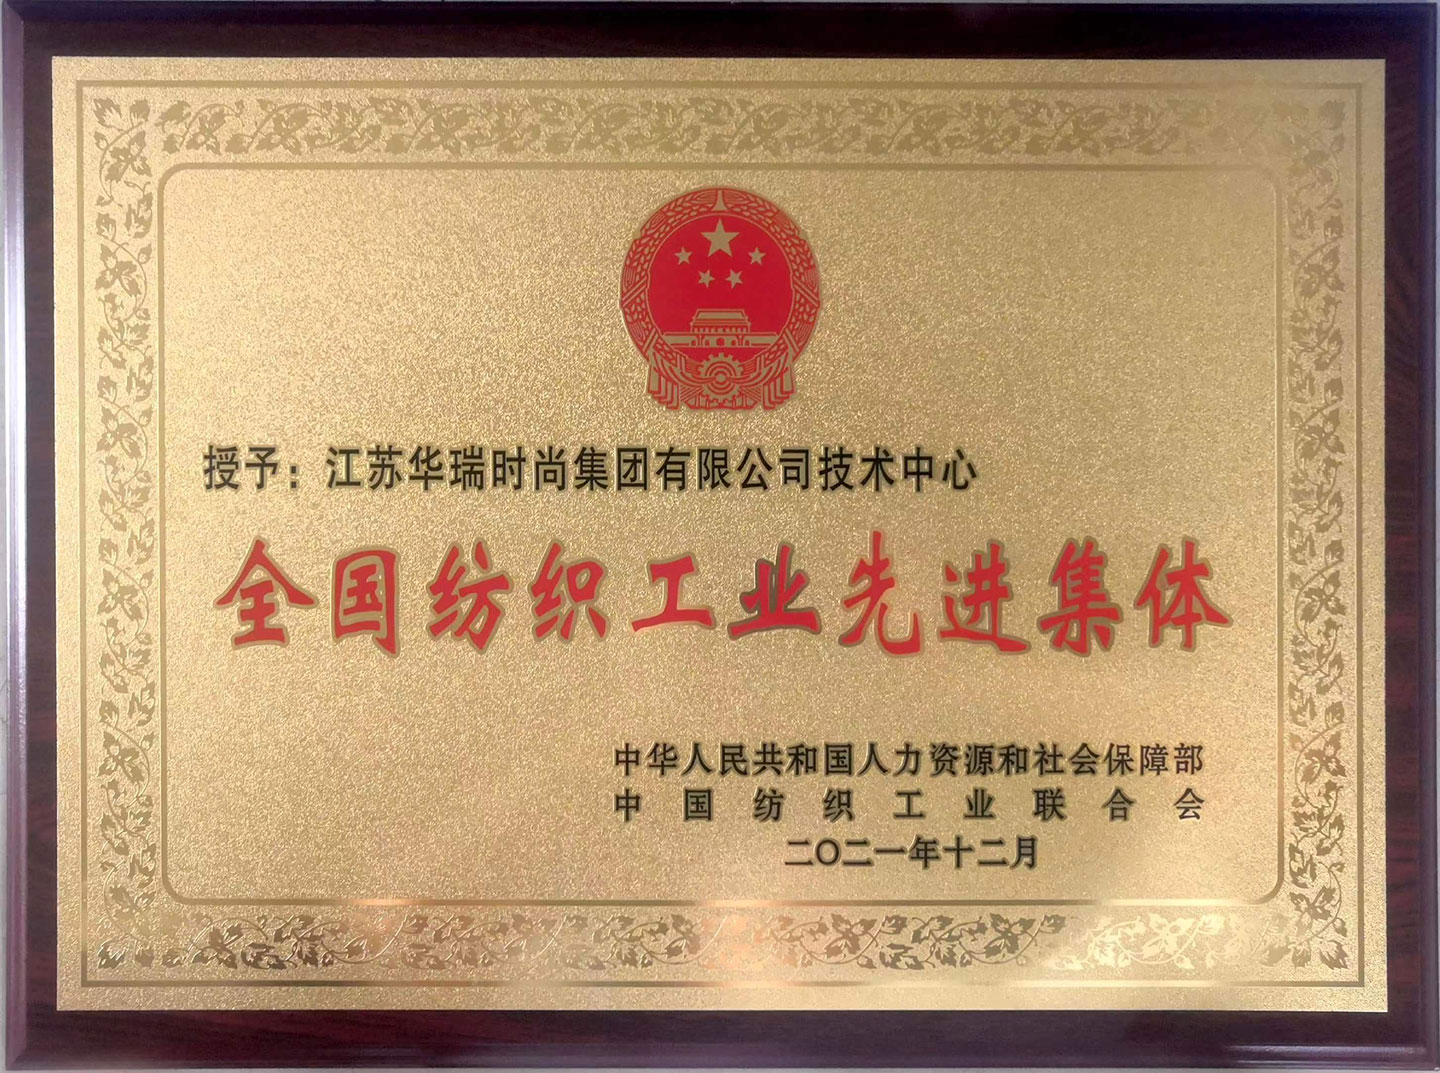 授予：江苏华瑞时尚集团有限公司技术中心
全国纺织工业先进集体
中华人民共和国人力资源和社会保障部
中国纺织工业联合会
二〇二一年十二月